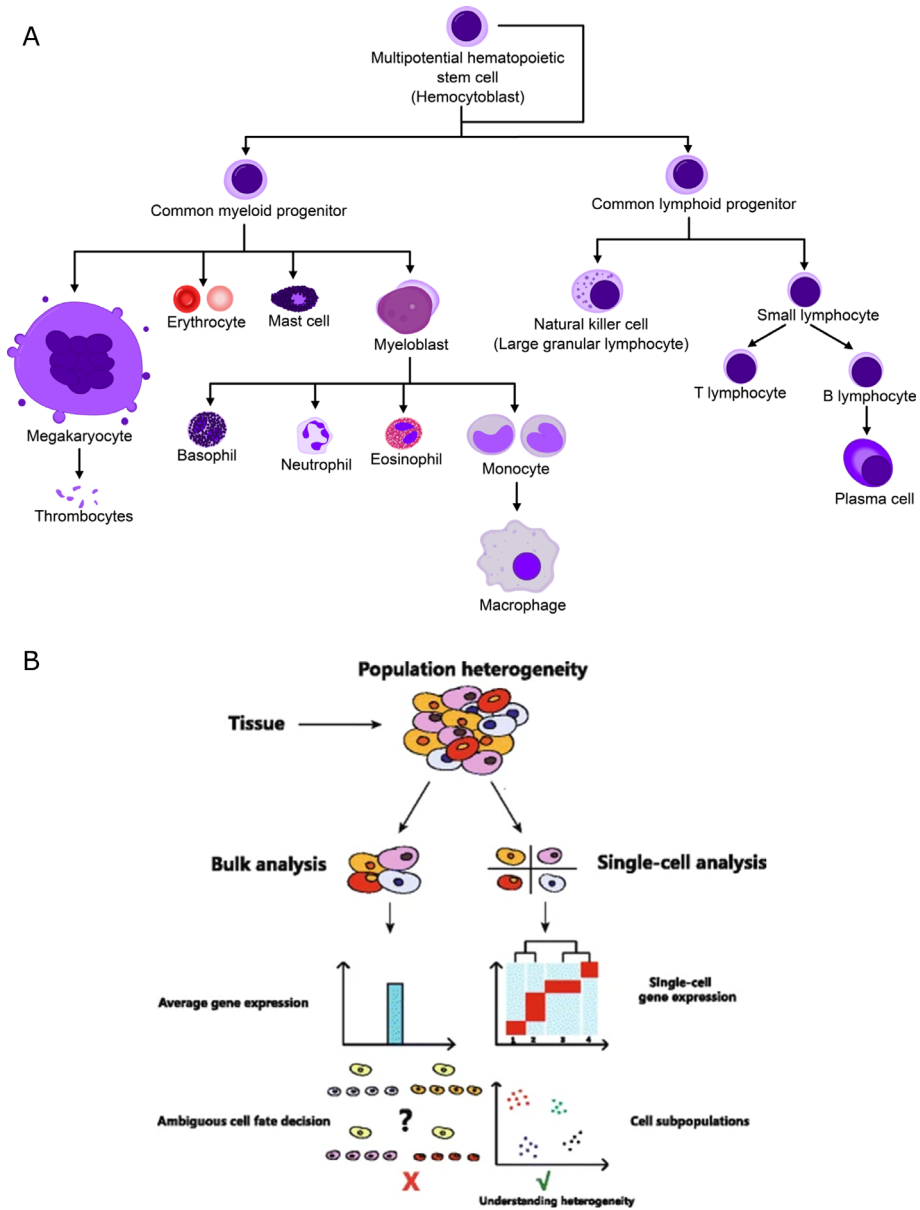 A
Multipotential hematopoietic
stem cell
(Hemocytoblast)
Common myeloid progenitor
Common lymphoid progenitor
Erythrocyte
Mast cell
Myeloblast
Natural killer cell
(Large granular lymphocyte)
Small lymphocyte
T lymphocyte
B lymphocyte
Megakaryocyte
Basophil
Neutrophil
Eosinophil
Monocyte
Plasma cell
Thrombocytes
Macrophage
B
Population heterogeneity
Tissue
Bulk analysis
Single-cell analysis
Average gene expression
Single-cell
gene expression
1 2 3 4
Ambiguous cell fate decision
?
X
Cell subpopulations
√
Understanding heterogeneity